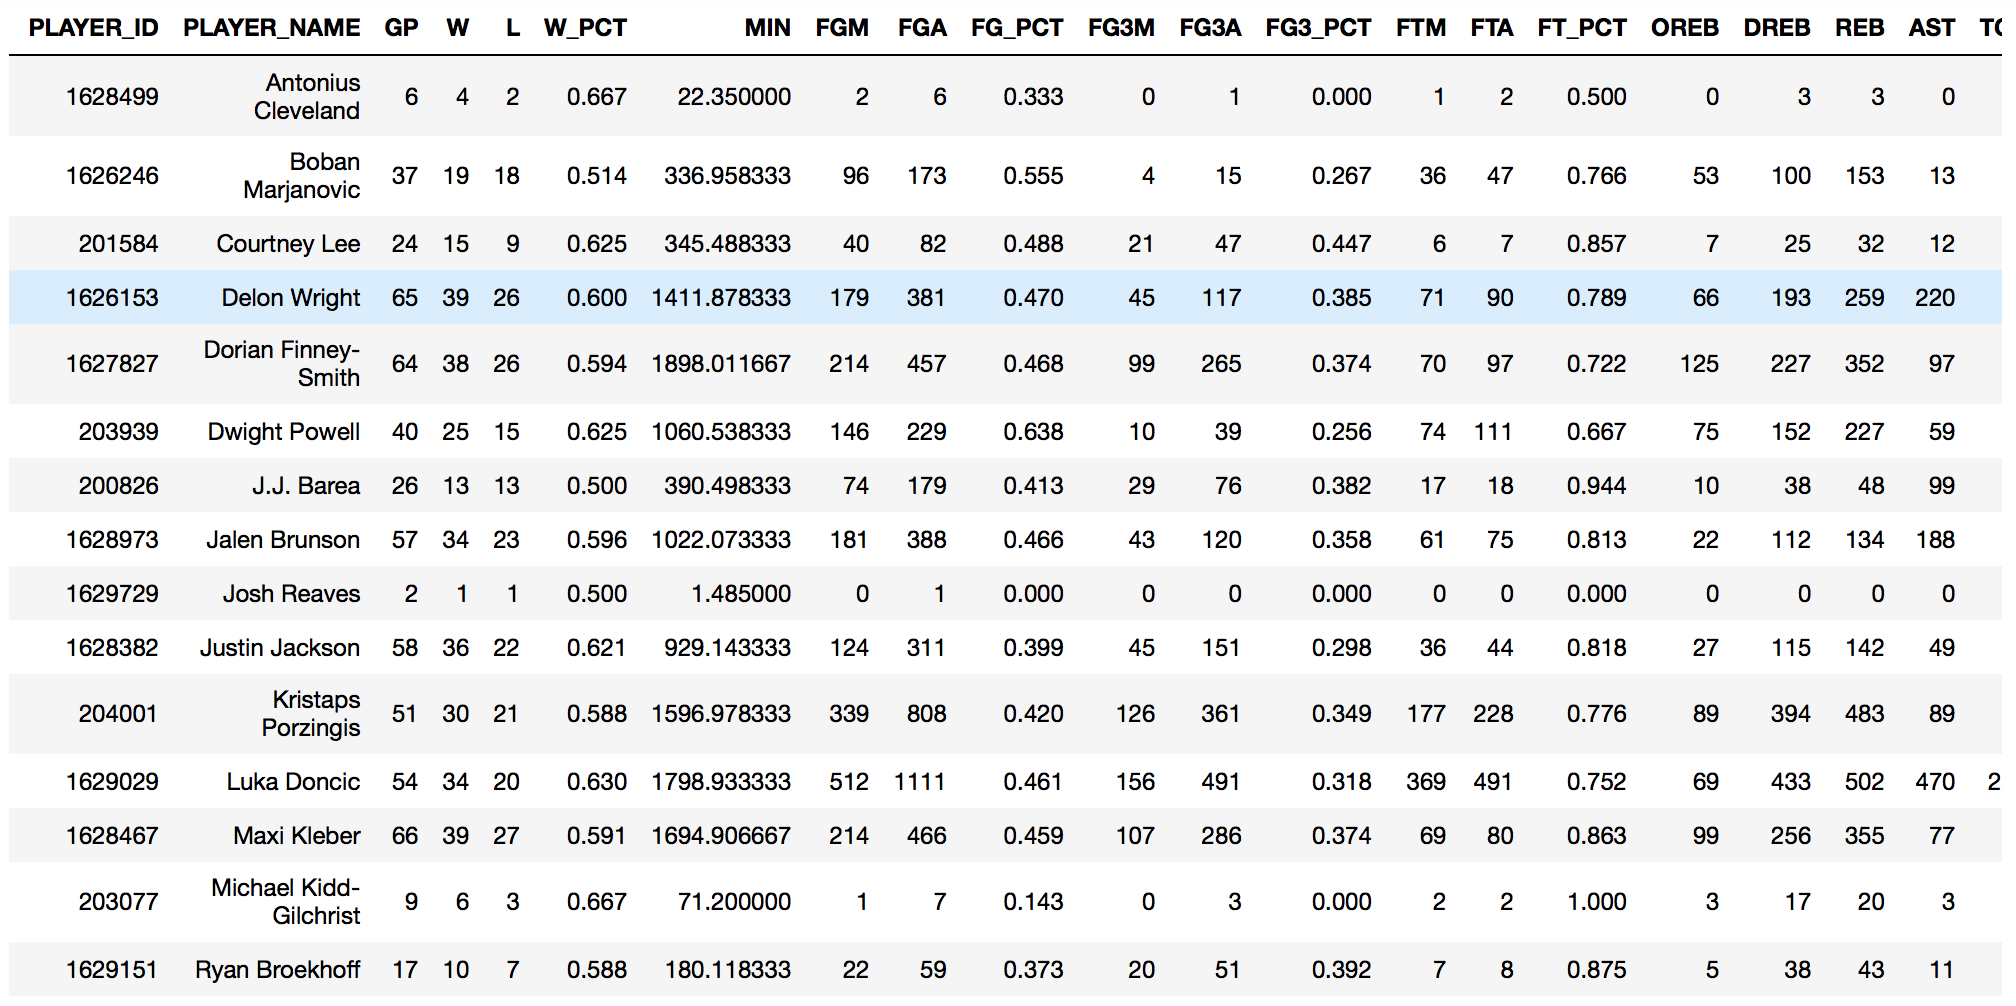 PLAYER_ID PLAYER_NAME GP W L W_PCT MIN FGM FGA FG_PCT FG3M FG3A FG3_PCT FTM FTA FT_PCT OREB DREB REB AST
1628499 Antonius Cleveland 6 4 2 0.667 22.350000 2 6 0.333 0 1 0.000 1 2 0.500 0 3 3 0
1626246 Boban Marjanovic 37 19 18 0.514 336.958333 96 173 0.555 4 15 0.267 36 47 0.766 53 100 153 13
201584 Courtney Lee 24 15 9 0.625 345.488333 40 82 0.488 21 47 0.447 6 7 0.857 7 25 32 12
1626153 Delon Wright 65 39 26 0.600 1411.878333 179 381 0.470 45 117 0.385 71 90 0.789 66 193 259 220
1627827 Dorian Finney-Smith 64 38 26 0.594 1898.011667 214 457 0.468 99 265 0.374 70 97 0.722 125 227 352 97
203939 Dwight Powell 40 25 15 0.625 1060.538333 146 229 0.638 10 39 0.256 74 111 0.667 75 152 227 59
200826 J.J. Barea 26 13 13 0.500 390.498333 74 179 0.413 29 76 0.382 17 18 0.944 10 38 48 99
1628973 Jalen Brunson 57 34 23 0.596 1022.073333 181 388 0.466 43 120 0.358 61 75 0.813 22 112 134 188
1629729 Josh Reaves 2 1 1 0.500 1.485000 0 1 0.000 0 0 0.000 0 0 0.000 0 0 0 0
1628382 Justin Jackson 58 36 22 0.621 929.143333 124 311 0.399 45 151 0.298 36 44 0.818 27 115 142 49
204001 Kristaps Porzingis 51 30 21 0.588 1596.978333 339 808 0.420 126 361 0.349 177 228 0.776 89 394 483 89
1629029 Luka Doncic 54 34 20 0.630 1798.933333 512 1111 0.461 156 491 0.318 369 491 0.752 69 433 502 470
1628467 Maxi Kleber 66 39 27 0.591 1694.906667 214 466 0.459 107 286 0.374 69 80 0.863 99 256 355 77
203077 Michael Kidd-Gilchrist 9 6 3 0.667 71.200000 1 7 0.143 0 3 0.000 2 2 1.000 3 17 20 3
1629151 Ryan Broekhoff 17 10 7 0.588 180.118333 22 59 0.373 20 51 0.392 7 8 0.875 5 38 43 11